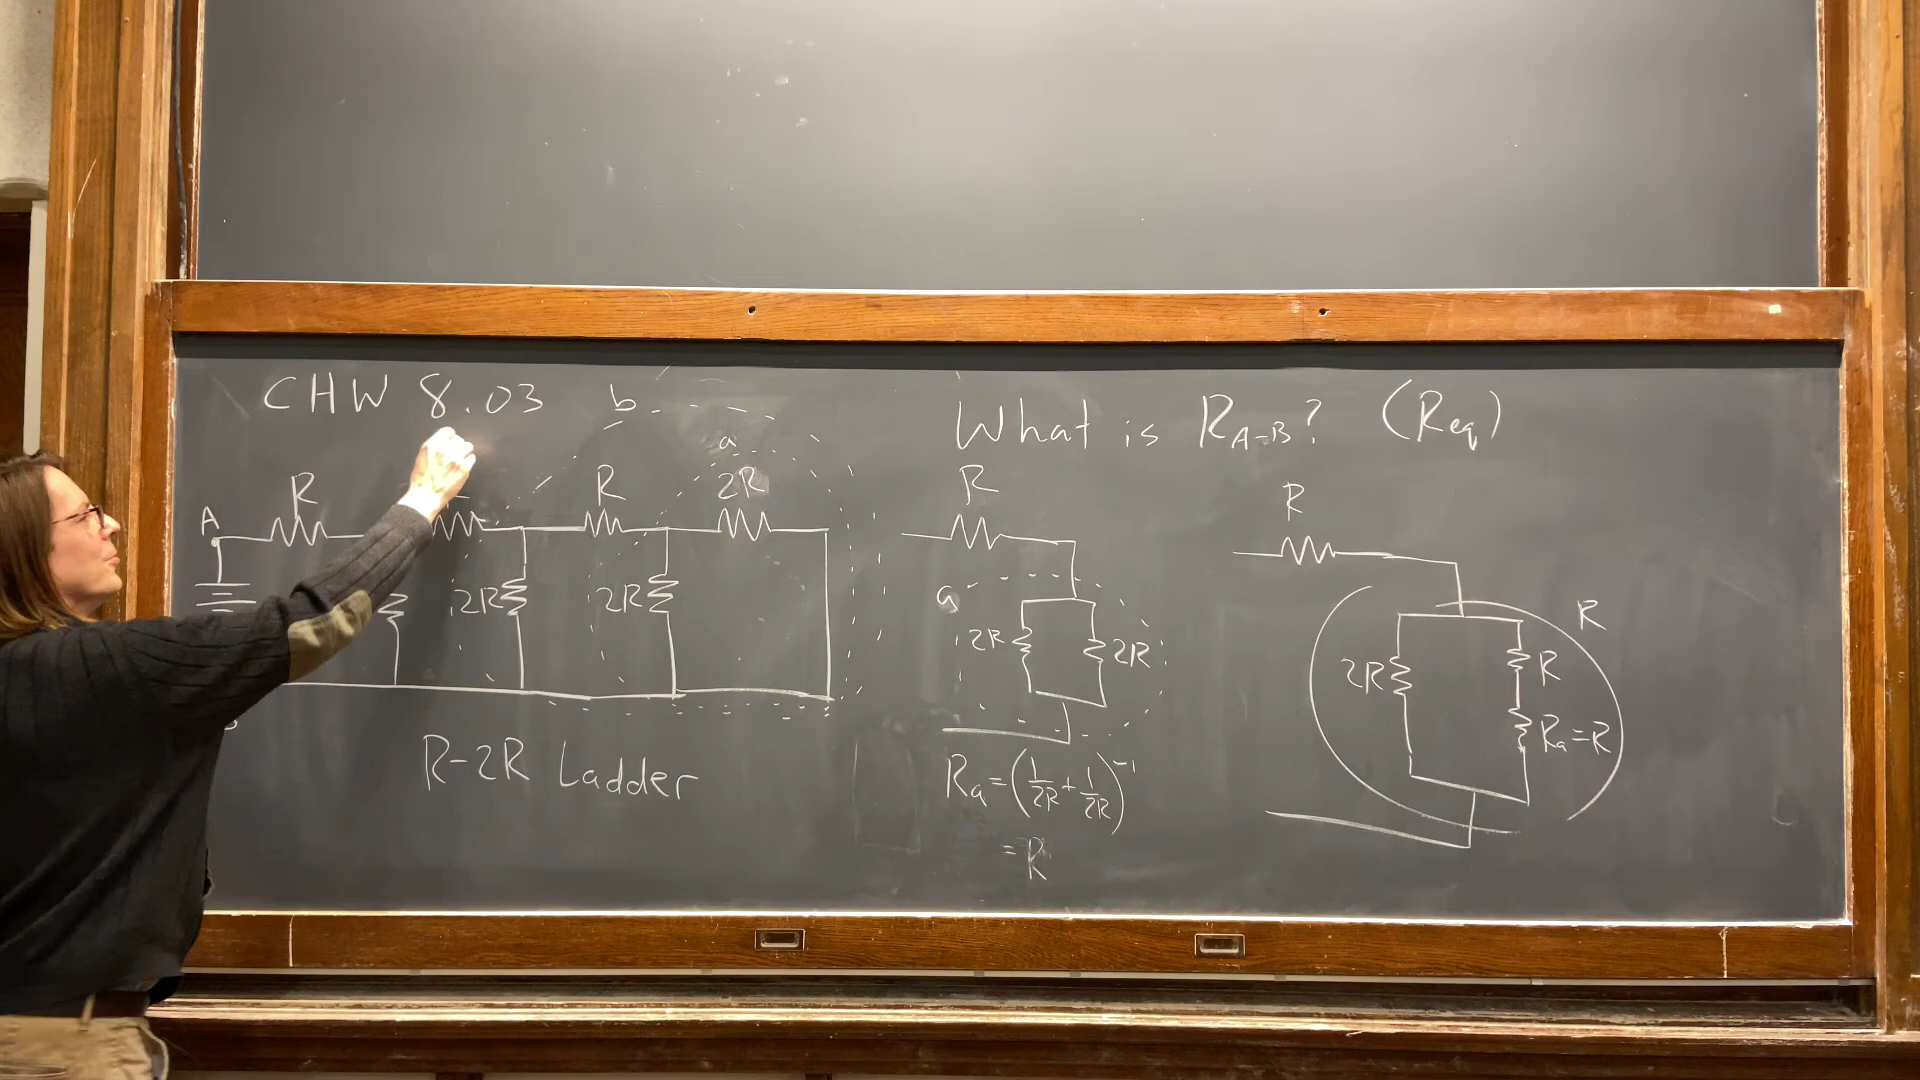 CHW 8.03
b
a
A
R
R
2R
2R
2R
R-2R Ladder
What is R_A-B? (Req)
R
a
2R
2R
Ra=(1/2R+1/2R)^-1
=R
R
R
2R
R
Ra=R